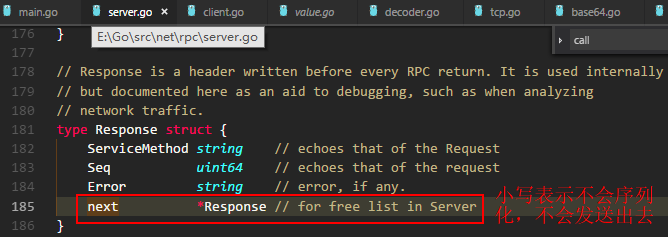 main.go server.go client.go value.go decoder.go tcp.go base64.go
176 }
E:\Go\src\net\rpc\server.go
call
177
178 // Response is a header written before every RPC return. It is used internally
179 // but documented here as an aid to debugging, such as when analyzing
180 // network traffic.
181 type Response struct {
182 ServiceMethod string // echoes that of the Request
183 Seq uint64 // echoes that of the request
184 Error string // error, if any.
185 next *Response // for free list in Server
186 }
小写表示不会序列
化，不会发送出去